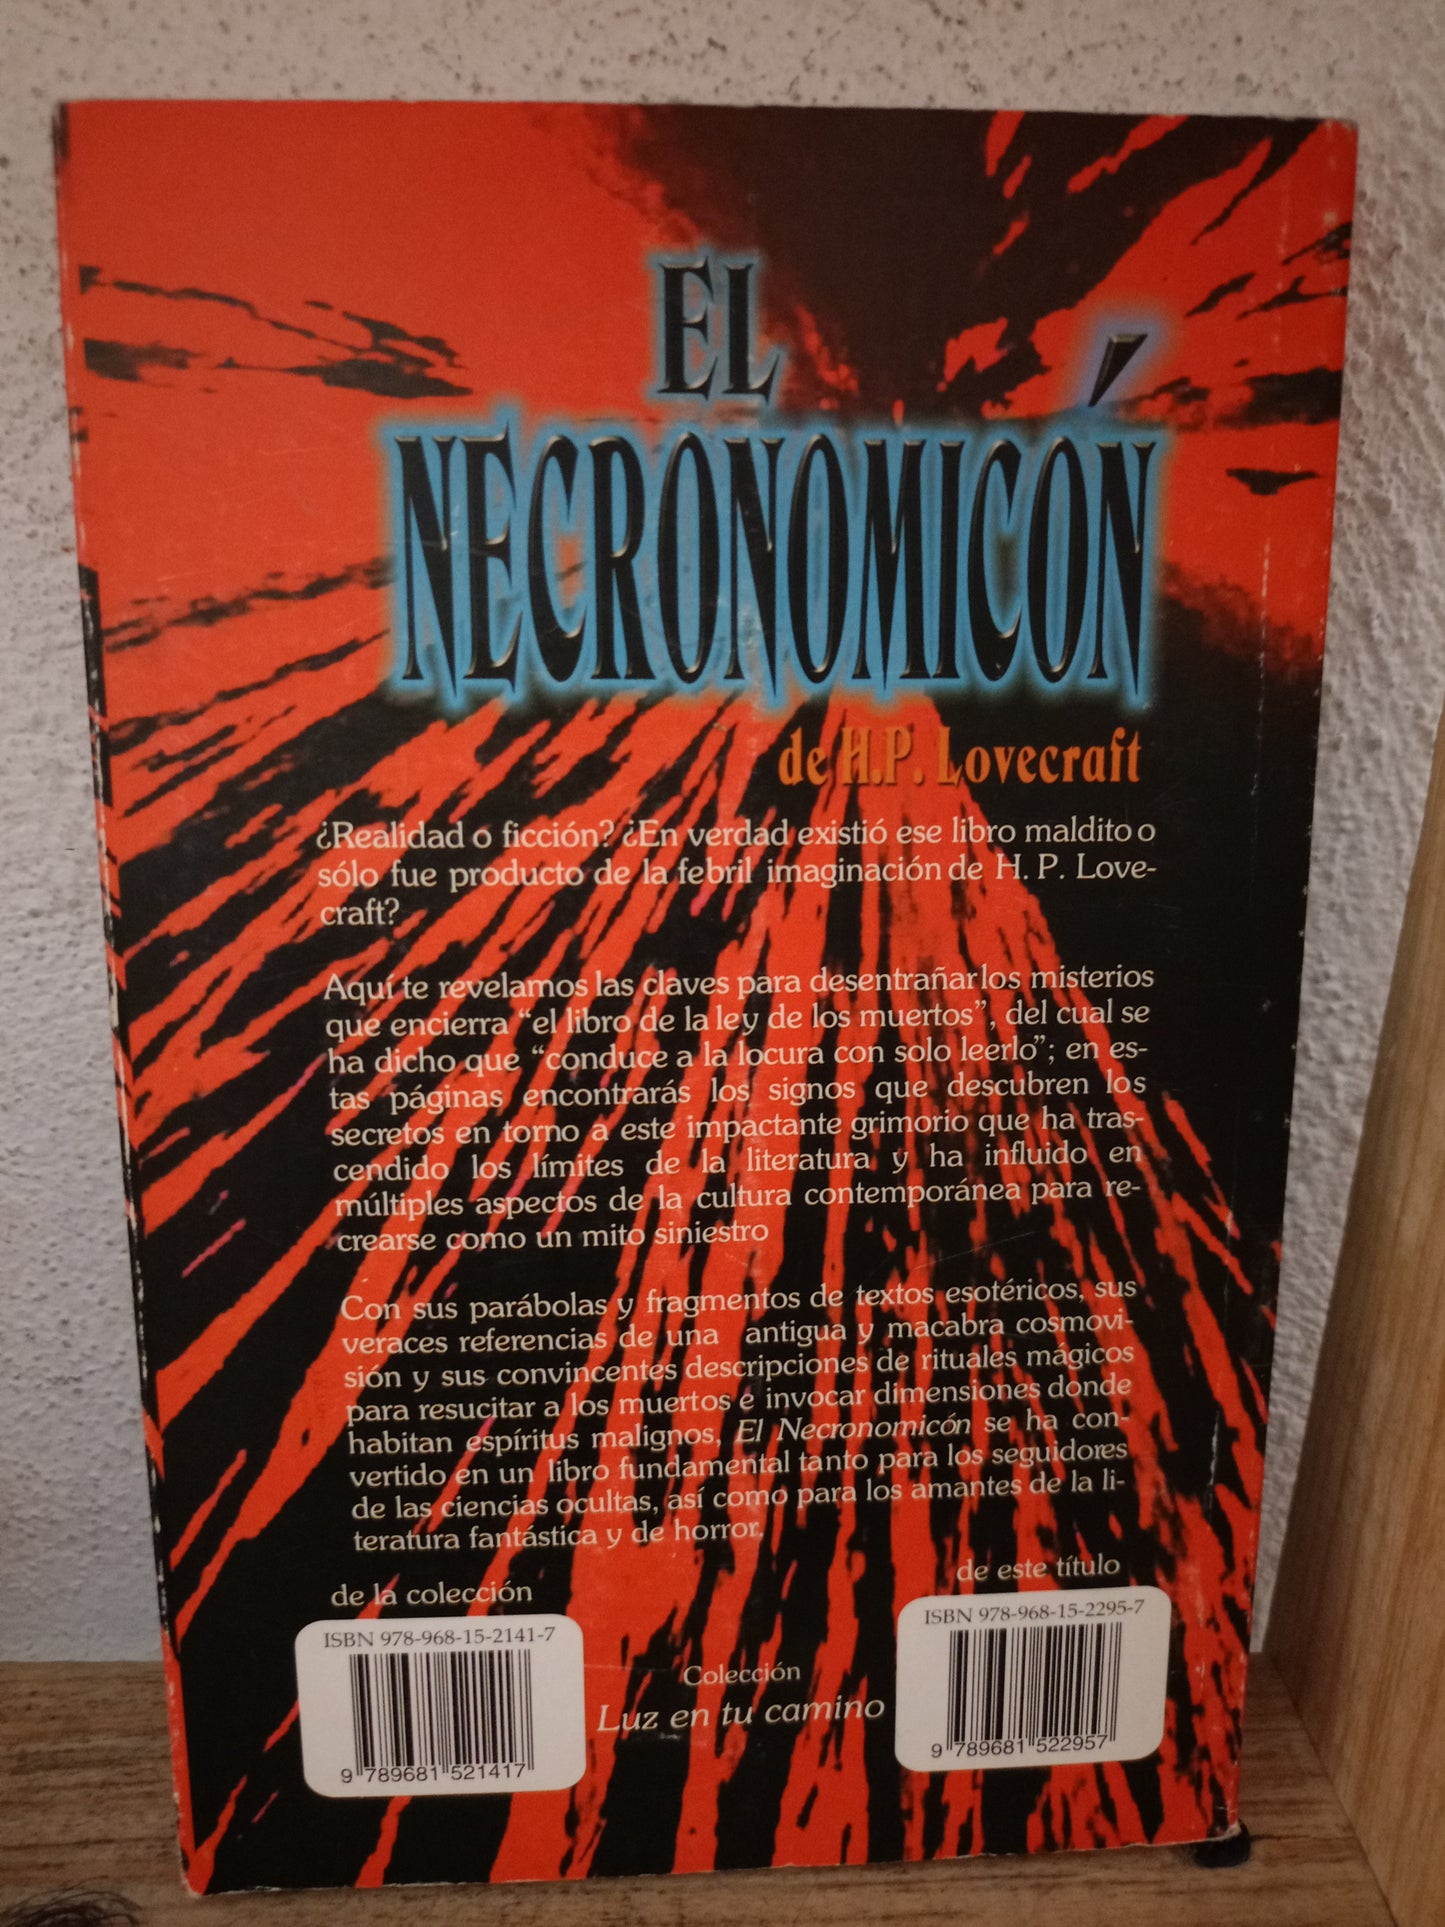 EL
NECRONOMICÓN
de H.P. Lovecraft
¿Realidad o ficción? ¿En verdad existió ese libro maldito o
sólo fue producto de la febril imaginación de H. P. Love-
craft?
Aquí te revelamos las claves para desentrañar los misterios
que encierra “el libro de la ley de los muertos”, del cual se
ha dicho que “conduce a la locura con solo leerlo”; en es-
tas páginas encontrarás los signos que descubren los
secretos en torno a este impactante grimorio que ha tras-
cendido los límites de la literatura y ha influido en
múltiples aspectos de la cultura contemporánea para re-
crearse como un mito siniestro
Con sus parábolas y fragmentos de textos esotéricos, sus
veraces referencias de una antigua y macabra cosmovi-
sión y sus convincentes descripciones de rituales mágicos
para resucitar a los muertos e invocar dimensiones donde
habitan espíritus malignos, El Necronomicón se ha con-
vertido en un libro fundamental tanto para los seguidores
de las ciencias ocultas, así como para los amantes de la li-
teratura fantástica y de horror.
de la colección
ISBN 978-968-15-2141-7
9 789681 521417
Colección
Luz en tu camino
de este título
ISBN 978-968-15-2295-7
9 789681 522957